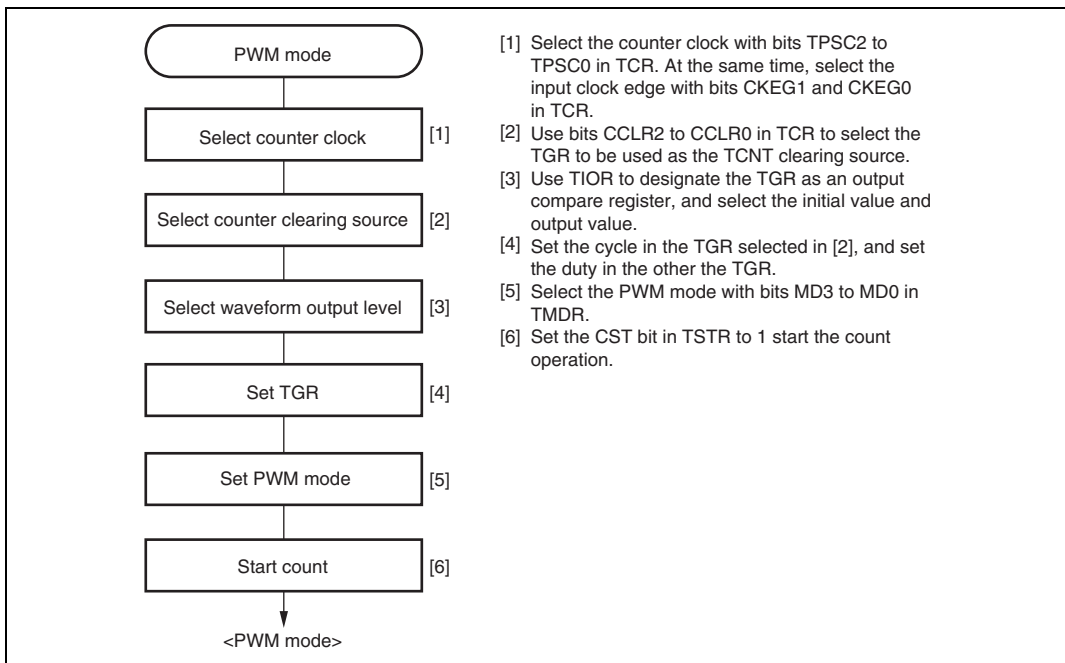 PWM mode
Select counter clock [1]
Select counter clearing source [2]
Select waveform output level [3]
Set TGR [4]
Set PWM mode [5]
Start count [6]
<PWM mode>
[1] Select the counter clock with bits TPSC2 to
TPSC0 in TCR. At the same time, select the
input clock edge with bits CKEG1 and CKEG0
in TCR.
[2] Use bits CCLR2 to CCLR0 in TCR to select the
TGR to be used as the TCNT clearing source.
[3] Use TIOR to designate the TGR as an output
compare register, and select the initial value and
output value.
[4] Set the cycle in the TGR selected in [2], and set
the duty in the other the TGR.
[5] Select the PWM mode with bits MD3 to MD0 in
TMDR.
[6] Set the CST bit in TSTR to 1 start the count
operation.